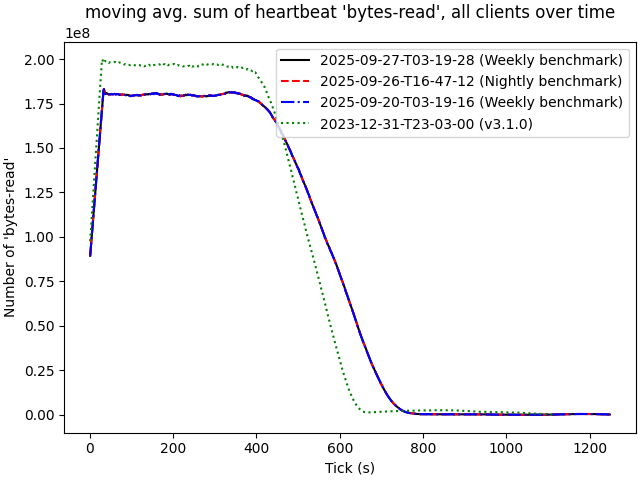 moving avg. sum of heartbeat 'bytes-read', all clients over time
1e8
2025-09-27-T03-19-28 (Weekly benchmark)
2025-09-26-T16-47-12 (Nightly benchmark)
2025-09-20-T03-19-16 (Weekly benchmark)
2023-12-31-T23-03-00 (v3.1.0)
2.00
1.75
1.50
1.25
1.00
0.75
0.50
0.25
0.00
Number of 'bytes-read'
0 200 400 600 800 1000 1200
Tick (s)